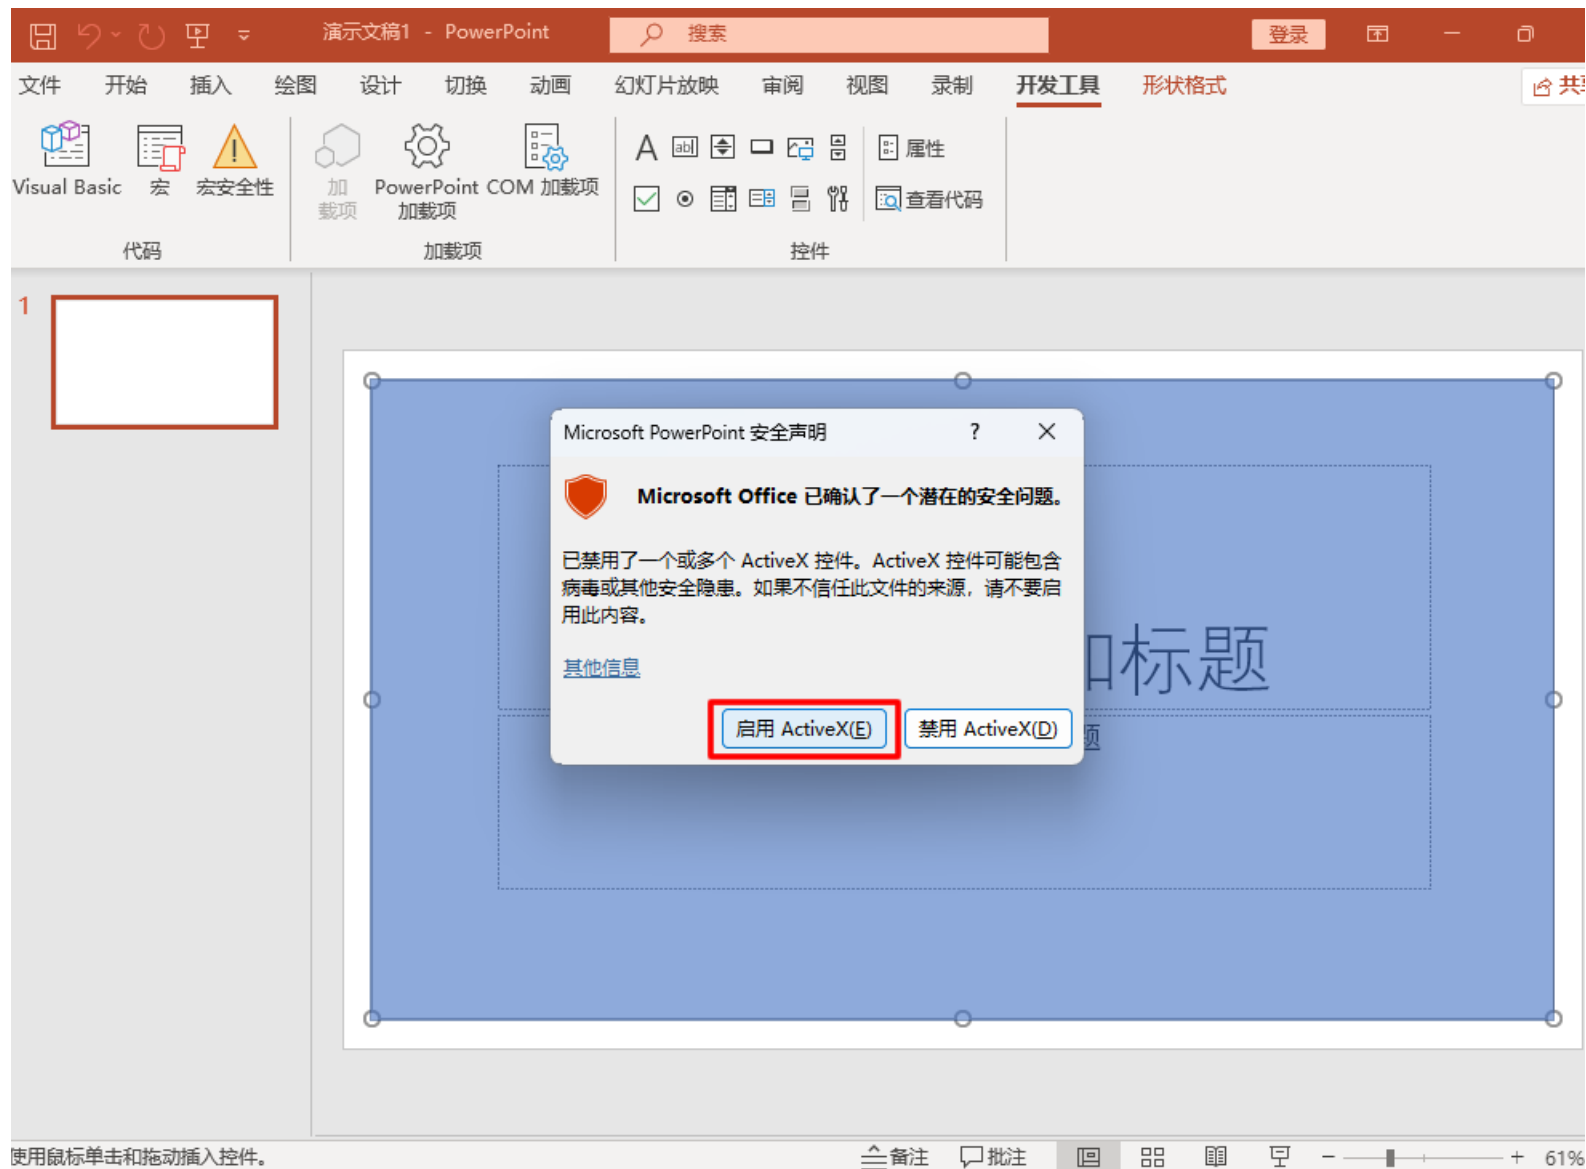 演示文稿1 - PowerPoint
搜索
登录
文件 开始 插入 绘图 设计 切换 动画 幻灯片放映 审阅 视图 录制 开发工具 形状格式
Visual Basic 宏 宏安全性
加
载项
PowerPoint
加载项
COM 加载项
A abl 属性
查看代码
代码 加载项 控件
1
Microsoft PowerPoint 安全声明 ?
Microsoft Office 已确认了一个潜在的安全问题。
已禁用了一个或多个 ActiveX 控件。ActiveX 控件可能包含
病毒或其他安全隐患。如果不信任此文件的来源，请不要启
用此内容。
其他信息
标题
启用 ActiveX(E) 禁用 ActiveX(D)
题
使用鼠标单击和拖动插入控件。 备注 批注 61%